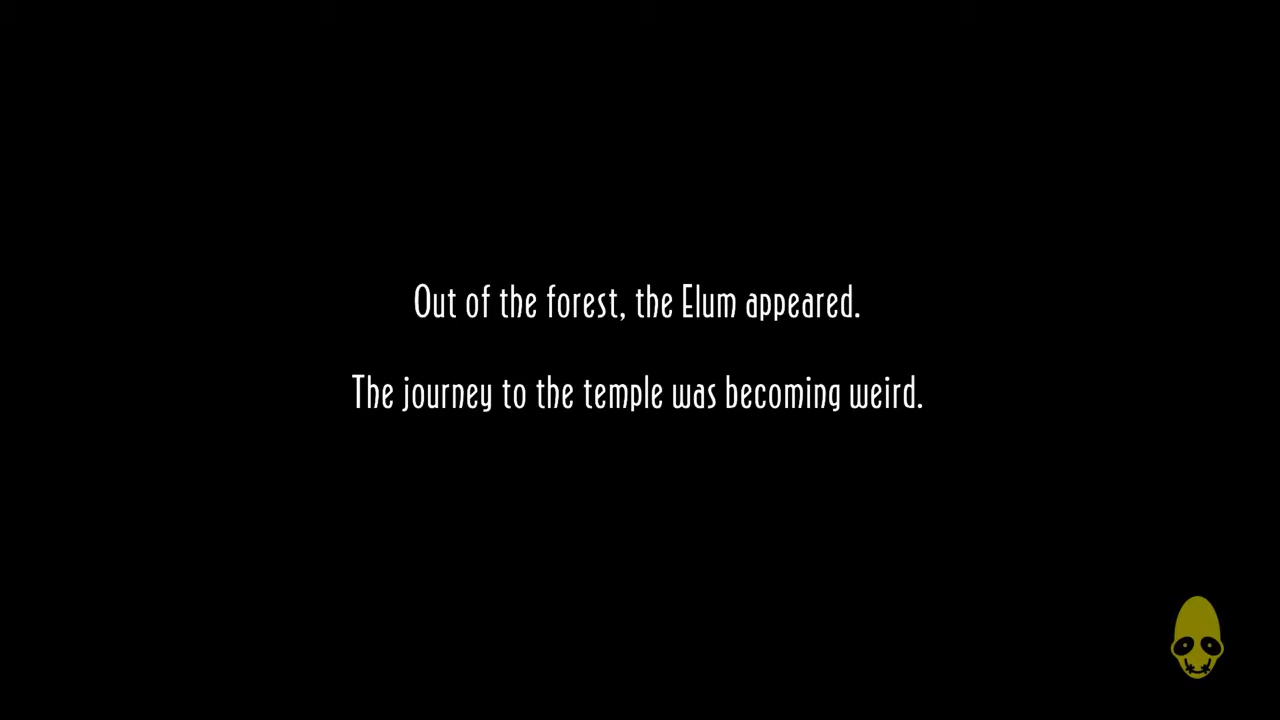 Out of the forest, the Elum appeared.
The journey to the temple was becoming weird.